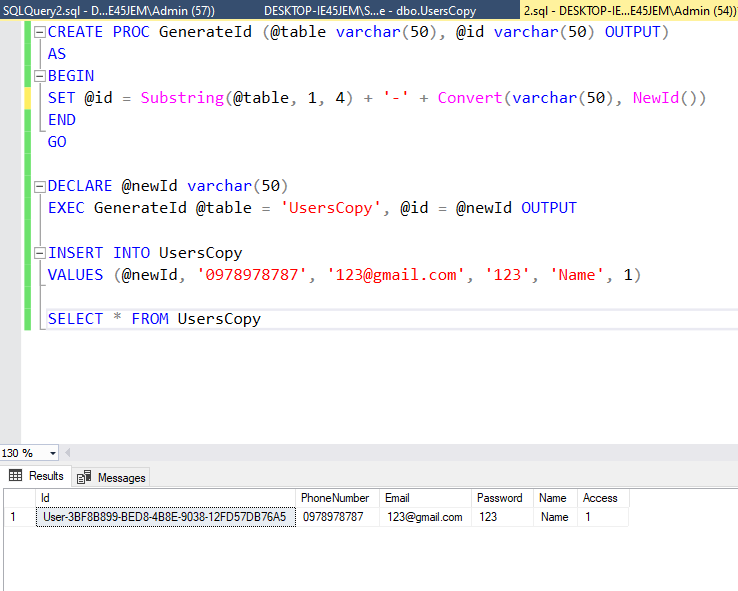 SQLQuery2.sql - D...E45JEM\Admin (57)) DESKTOP-IE45JEM\S...e - dbo.UsersCopy 2.sql - DESKTOP-IE...E45JEM\Admin (54))*
CREATE PROC GenerateId (@table varchar(50), @id varchar(50) OUTPUT)
AS
BEGIN
SET @id = Substring(@table, 1, 4) + '-' + Convert(varchar(50), NewId())
END
GO
DECLARE @newId varchar(50)
EXEC GenerateId @table = 'UsersCopy', @id = @newId OUTPUT
INSERT INTO UsersCopy
VALUES (@newId, '0978978787', '123@gmail.com', '123', 'Name', 1)
SELECT * FROM UsersCopy
130 %
Results Messages
Id PhoneNumber Email Password Name Access
1 User-3BF8B899-BED8-4B8E-9038-12FD57DB76A5 0978978787 123@gmail.com 123 Name 1